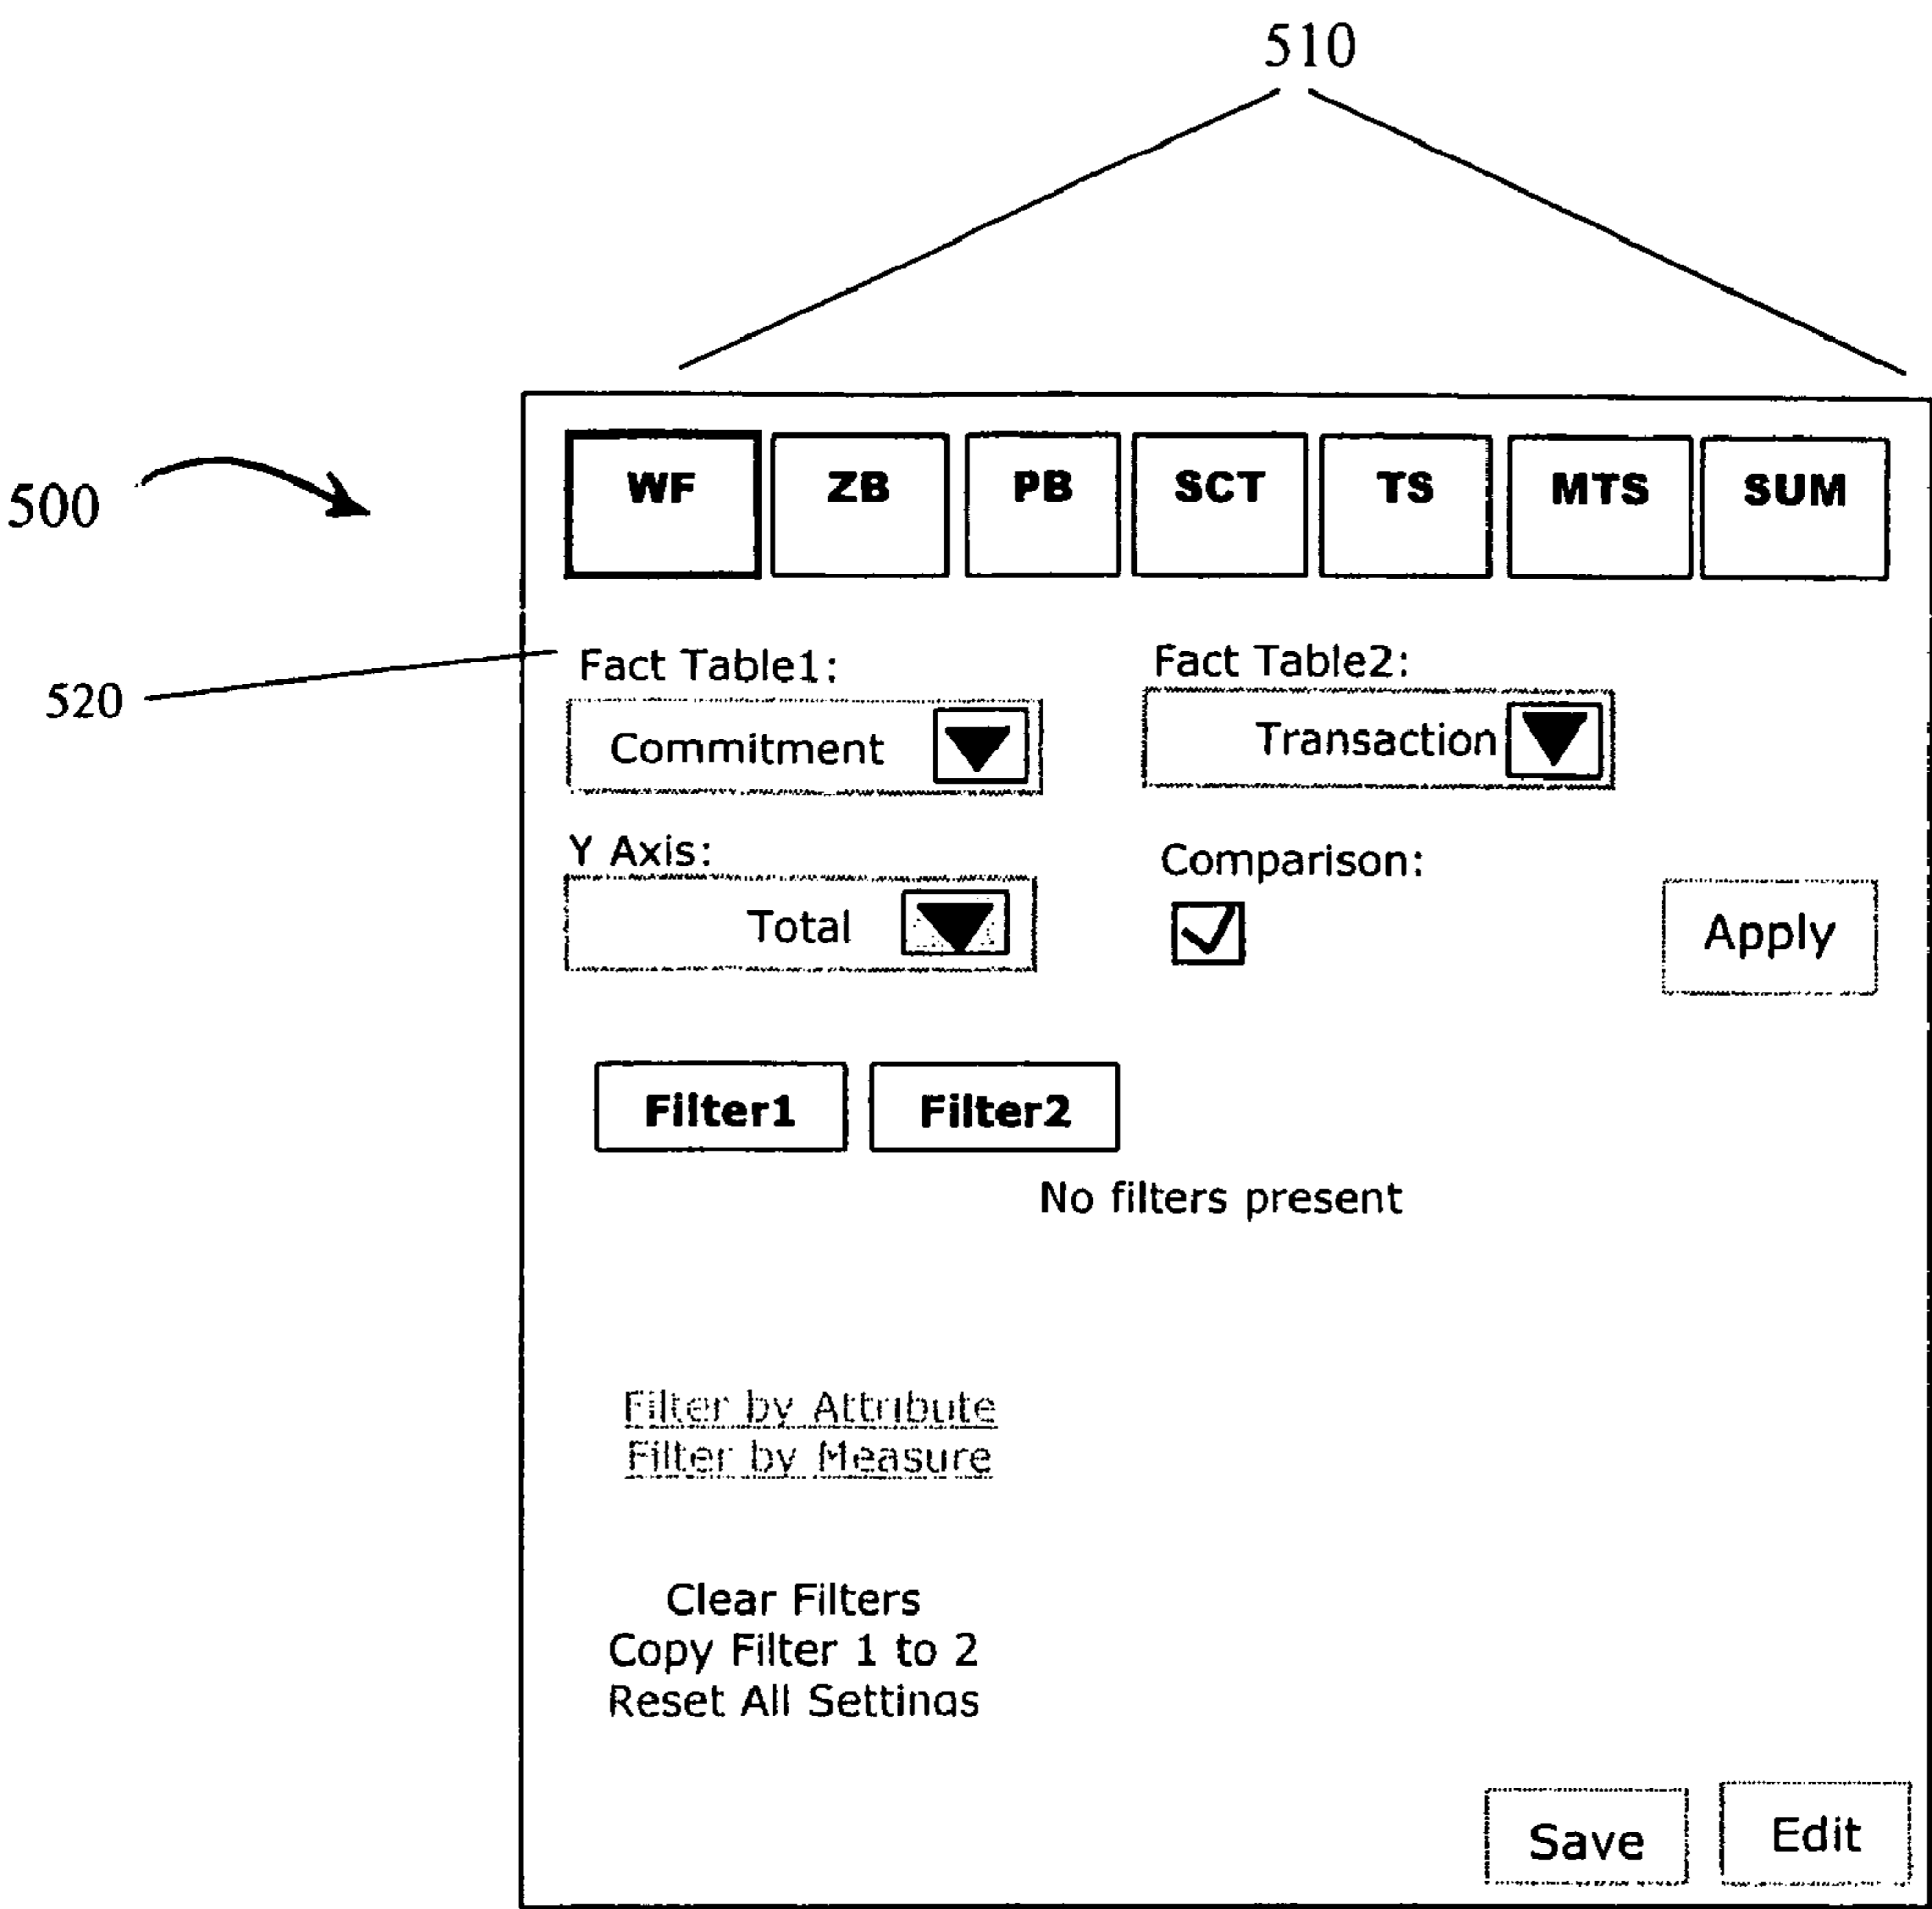 510
500
WF ZB PB SCT TS MTS SUM
520
Fact Table1: Fact Table2:
Commitment Transaction
Y Axis: Comparison:
Total Apply
Filter1 Filter2
No filters present
Filter by Attribute
Filter by Measure
Clear Filters
Copy Filter 1 to 2
Reset All Settings
Save Edit